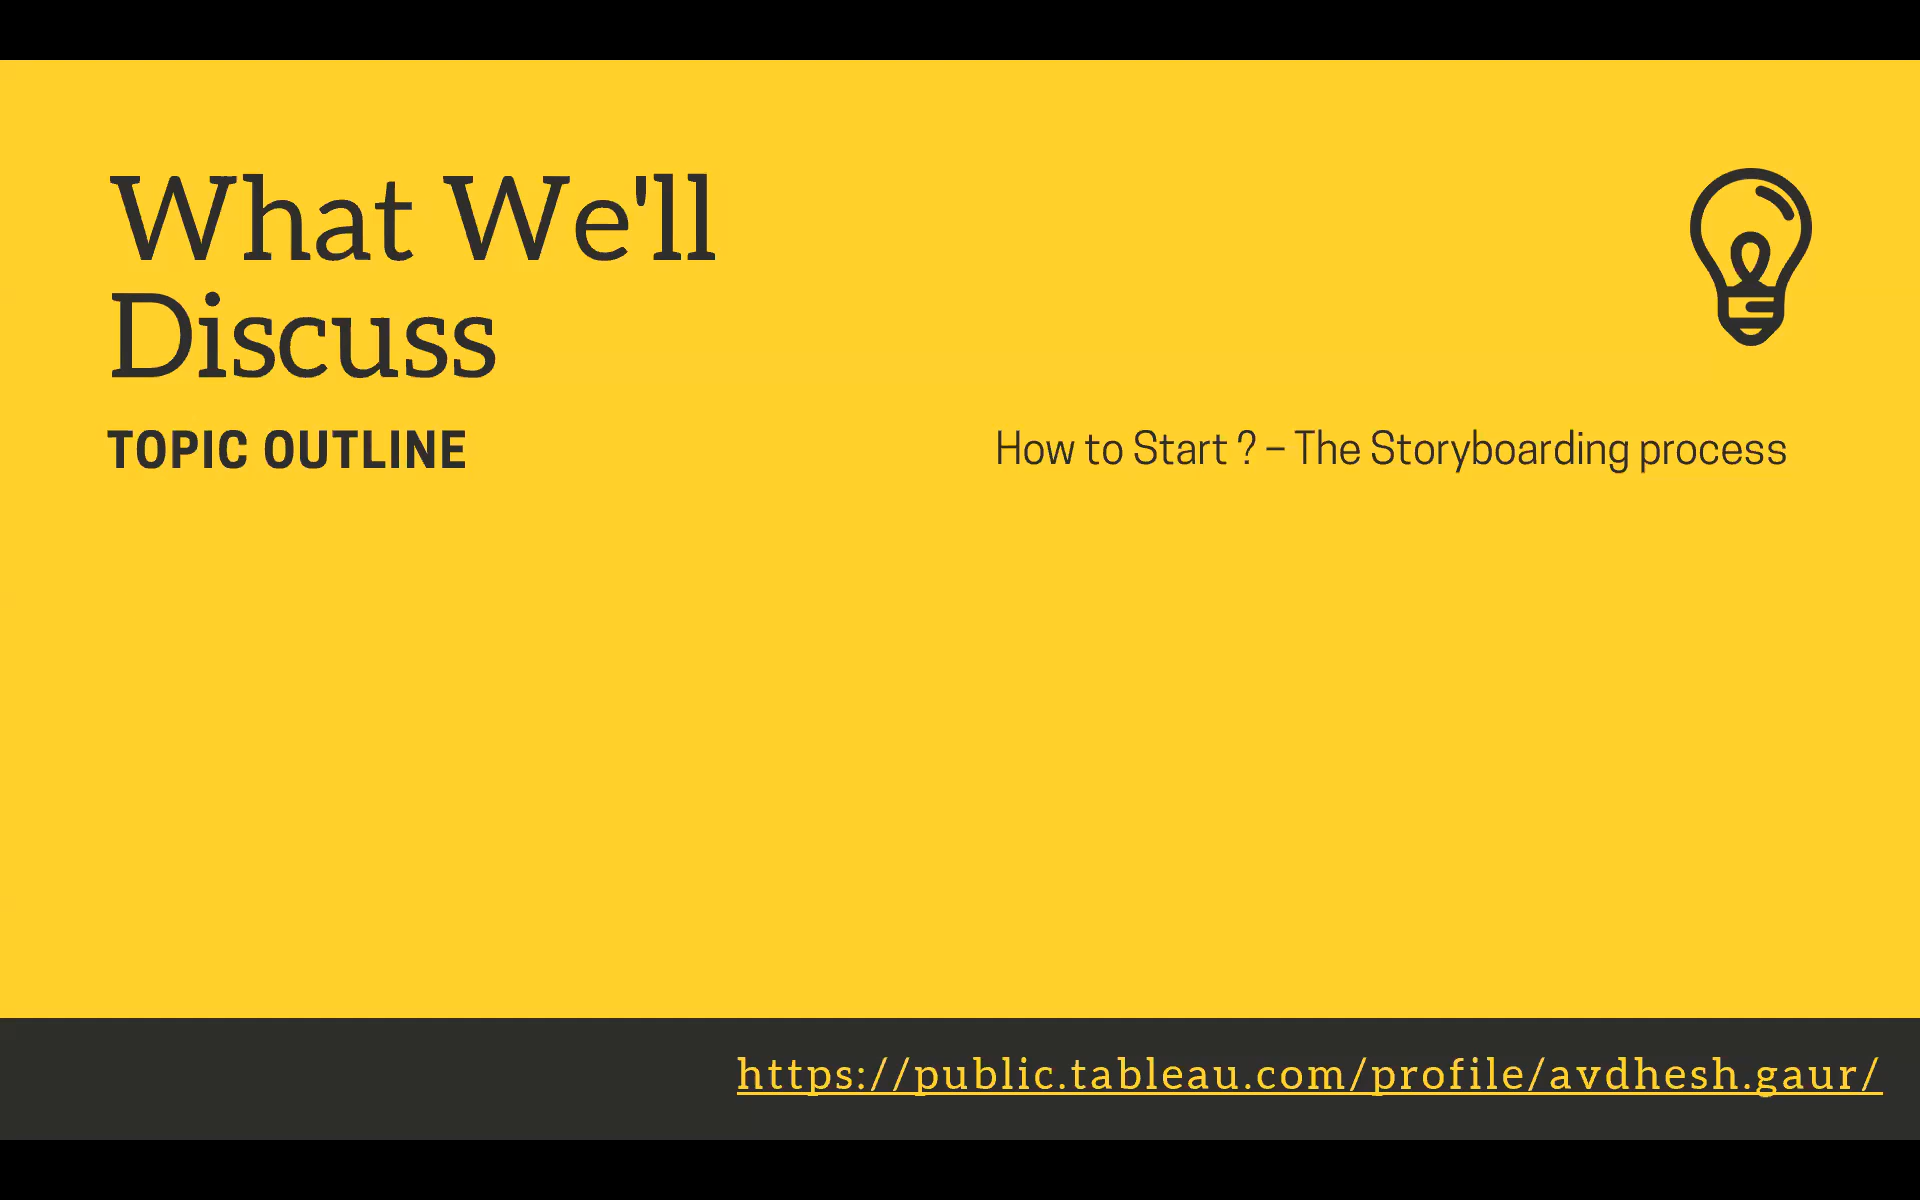 What We'll
Discuss
TOPIC OUTLINE
How to Start ? – The Storyboarding process
https://public.tableau.com/profile/avdhesh.gaur/